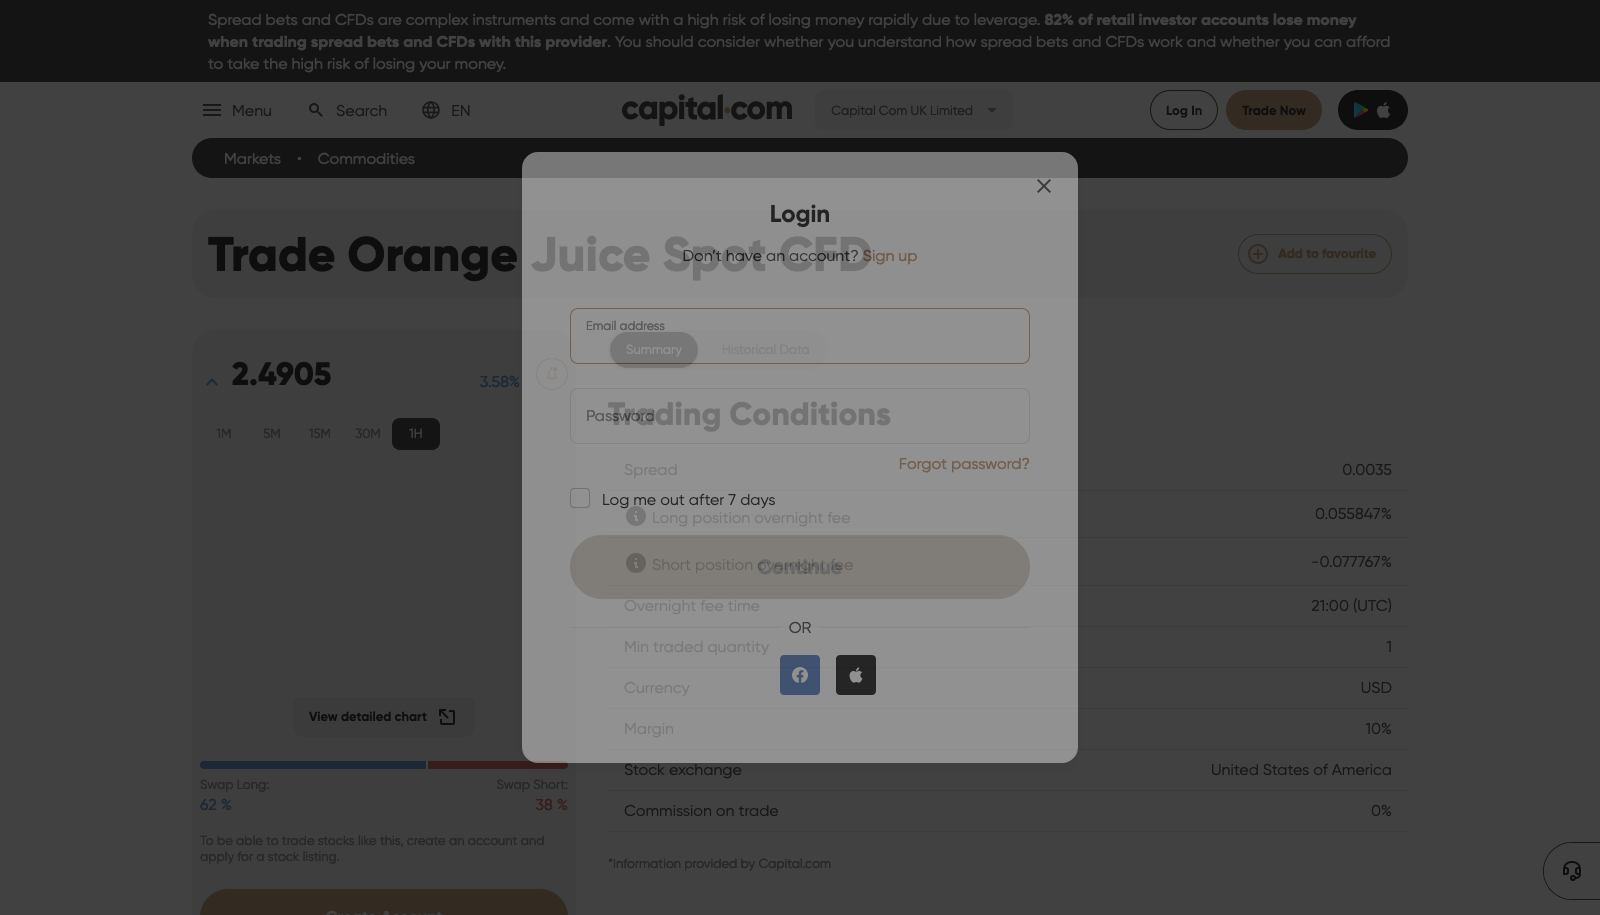 Spread bets and CFDs are complex instruments and come with a high risk of losing money rapidly due to leverage. 82% of retail investor accounts lose money
when trading spread bets and CFDs with this provider. You should consider whether you understand how spread bets and CFDs work and whether you can afford
to take the high risk of losing your money.
Menu
Search
EN
capital.com
Capital Com UK Limited
Log In
Trade Now
Markets • Commodities
Trade Orange Juice Spot CFD
Add to favourite
2.4905
3.58%
1M 5M 15M 30M 1H
View detailed chart
Swap Long: Swap Short:
62 % 38 %
To be able to trade stocks like this, create an account and
apply for a stock listing.
Create Account
Login
Don't have an account? Sign up
Email address
Password
Forgot password?
Log me out after 7 days
Continue
OR
Summary Historical Data
Trading Conditions
Spread 0.0035
Long position overnight fee 0.055847%
Short position overnight fee -0.077767%
Overnight fee time 21:00 (UTC)
Min traded quantity 1
Currency USD
Margin 10%
Stock exchange United States of America
Commission on trade 0%
*Information provided by Capital.com